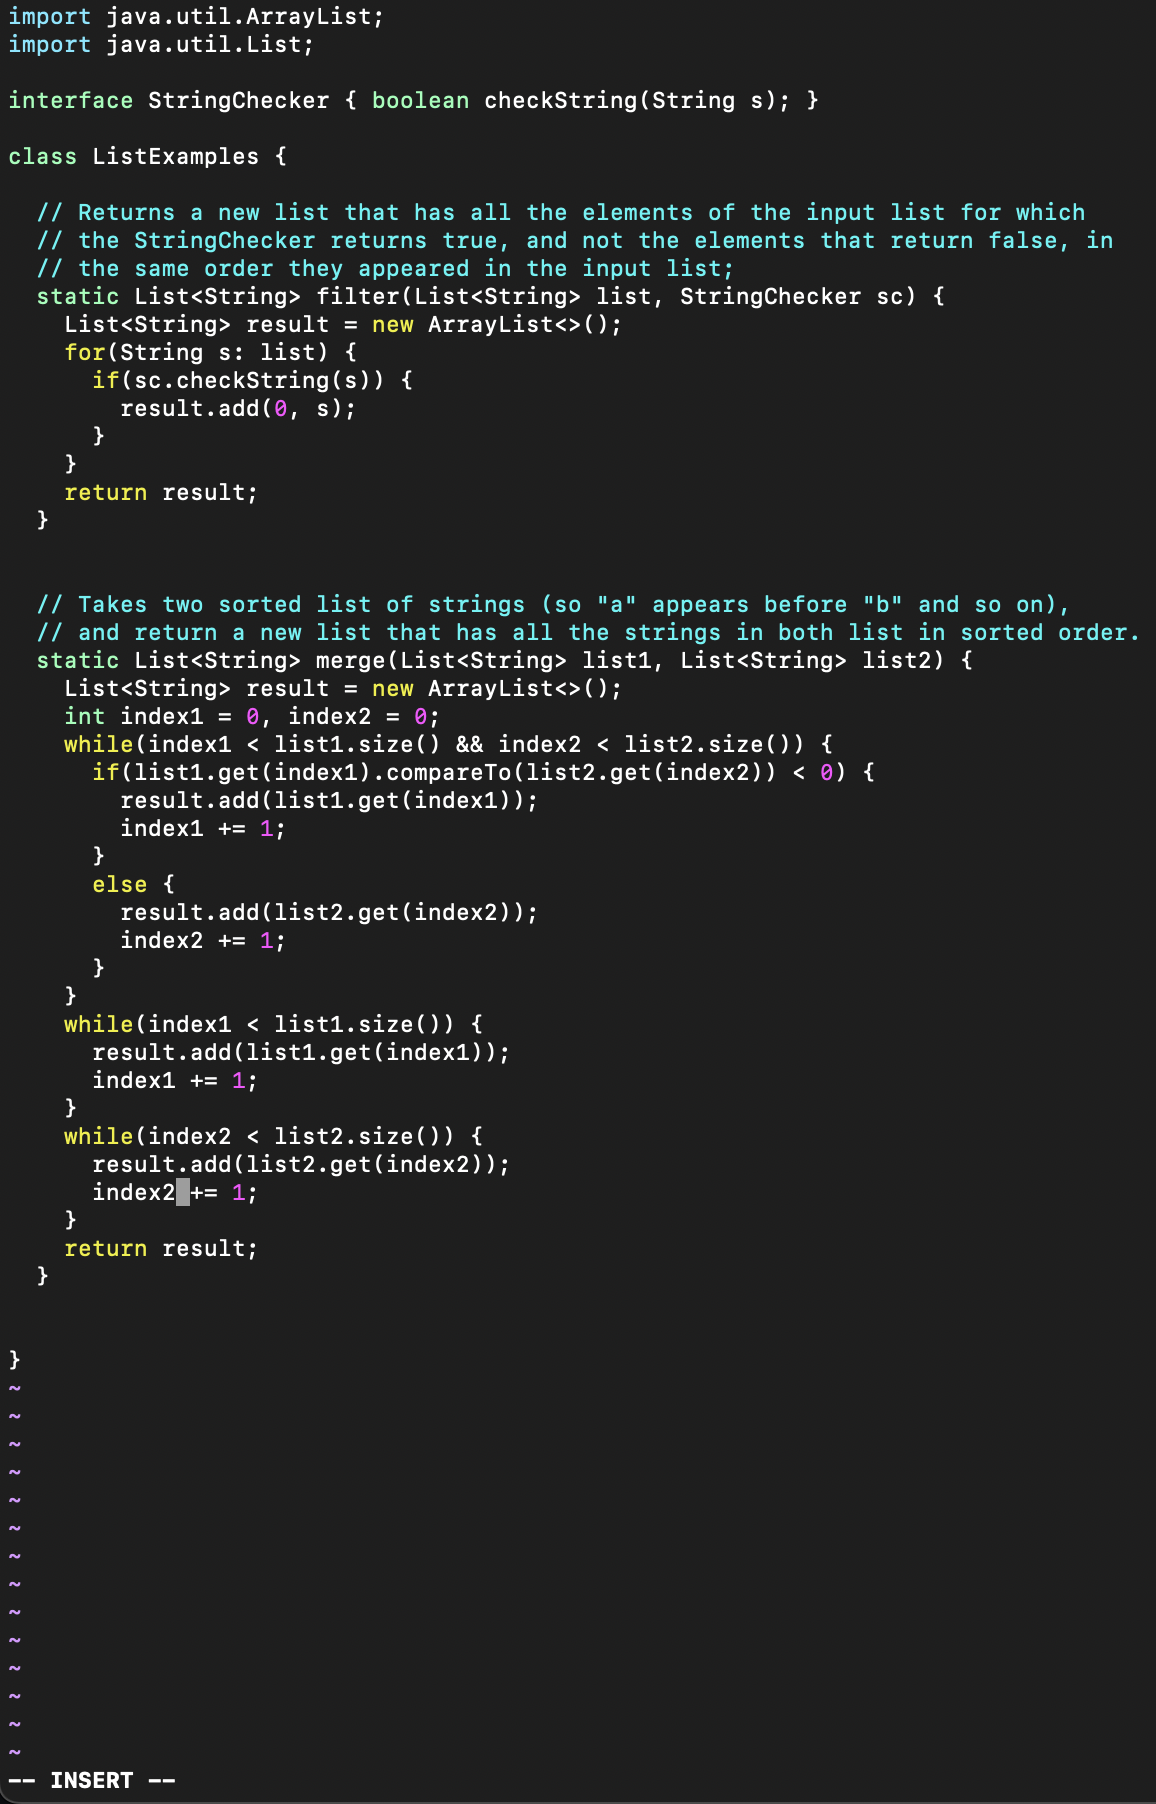 import java.util.ArrayList;
import java.util.List;

interface StringChecker { boolean checkString(String s); }

class ListExamples {

  // Returns a new list that has all the elements of the input list for which
  // the StringChecker returns true, and not the elements that return false, in
  // the same order they appeared in the input list;
  static List<String> filter(List<String> list, StringChecker sc) {
    List<String> result = new ArrayList<>();
    for(String s: list) {
      if(sc.checkString(s)) {
        result.add(0, s);
      }
    }
    return result;
  }


  // Takes two sorted list of strings (so "a" appears before "b" and so on),
  // and return a new list that has all the strings in both list in sorted order.
  static List<String> merge(List<String> list1, List<String> list2) {
    List<String> result = new ArrayList<>();
    int index1 = 0, index2 = 0;
    while(index1 < list1.size() && index2 < list2.size()) {
      if(list1.get(index1).compareTo(list2.get(index2)) < 0) {
        result.add(list1.get(index1));
        index1 += 1;
      }
      else {
        result.add(list2.get(index2));
        index2 += 1;
      }
    }
    while(index1 < list1.size()) {
      result.add(list1.get(index1));
      index1 += 1;
    }
    while(index2 < list2.size()) {
      result.add(list2.get(index2));
      index2 += 1;
    }
    return result;
  }


}
~
~
~
~
~
~
~
~
~
~
~
~
~
~
-- INSERT --